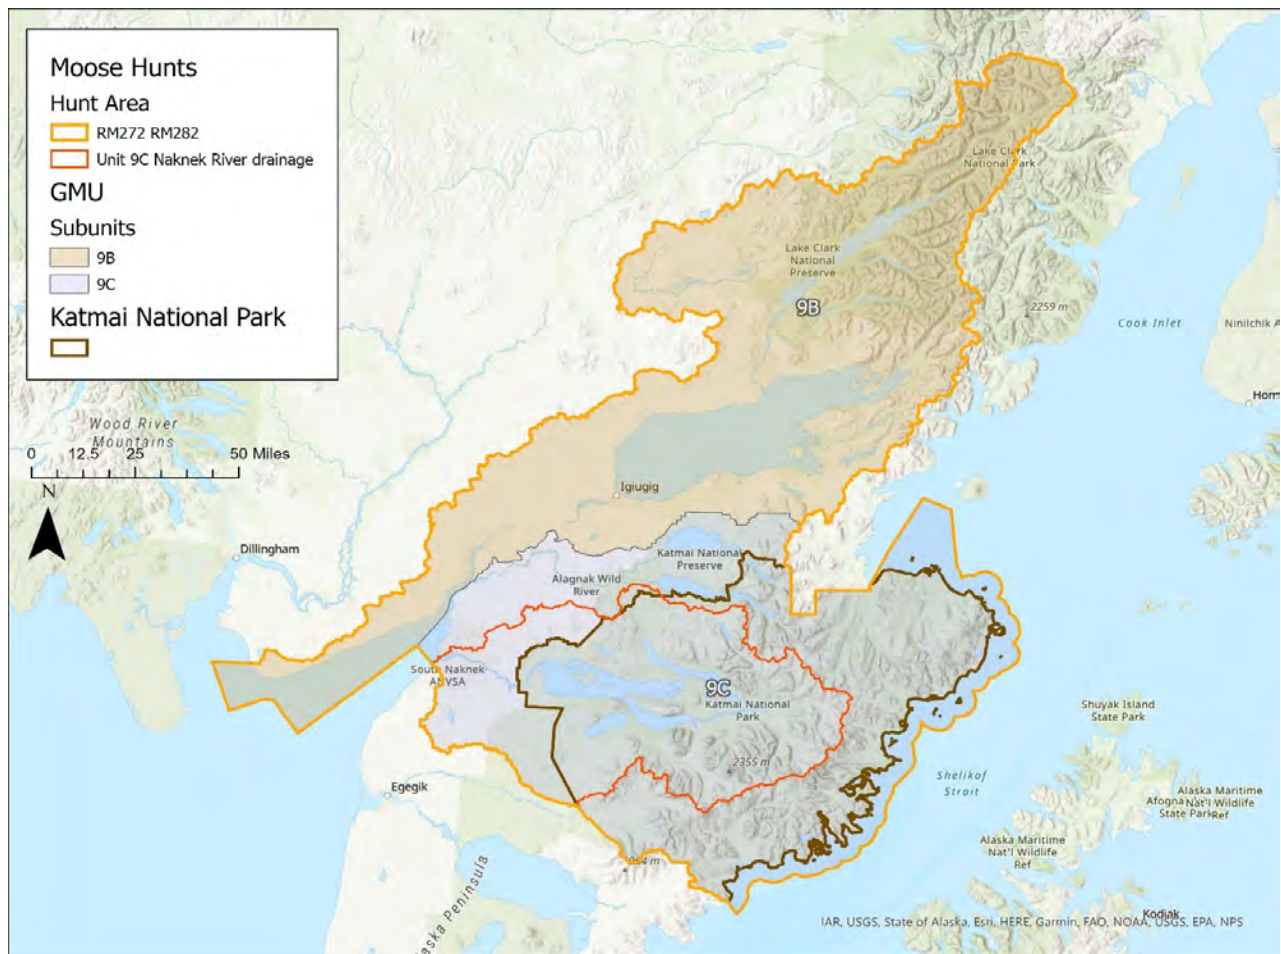 Moose Hunts
Hunt Area
RM272 RM282
Unit 9C Naknek River drainage
GMU
Subunits
9B
9C
Katmai National Park
Wood River
Mountains
0 12.5 25 50 Miles
N
Dillingham
Egegik
Lake Clark
National Park
Lake Clark
National
Preserve
9B
2259 m
Cook Inlet
Ninilchik
Igiugig
Katmai National
Preserve
Alagnak Wild
River
South Naknek
ANVSA
9C
Katmai National
Park
2355 m
Shelikof
Strait
Shuyak Island
State Park
Alaska Maritime
Nat'l Wildlife
Ref
State Park
Alaska Maritime
Nat'l Wildlife
Ref
Kodiak
aska Peninsula
IAR, USGS, State of Alaska, Esri, HERE, Garmin, FAO, NOAA, USGS, EPA, NPS